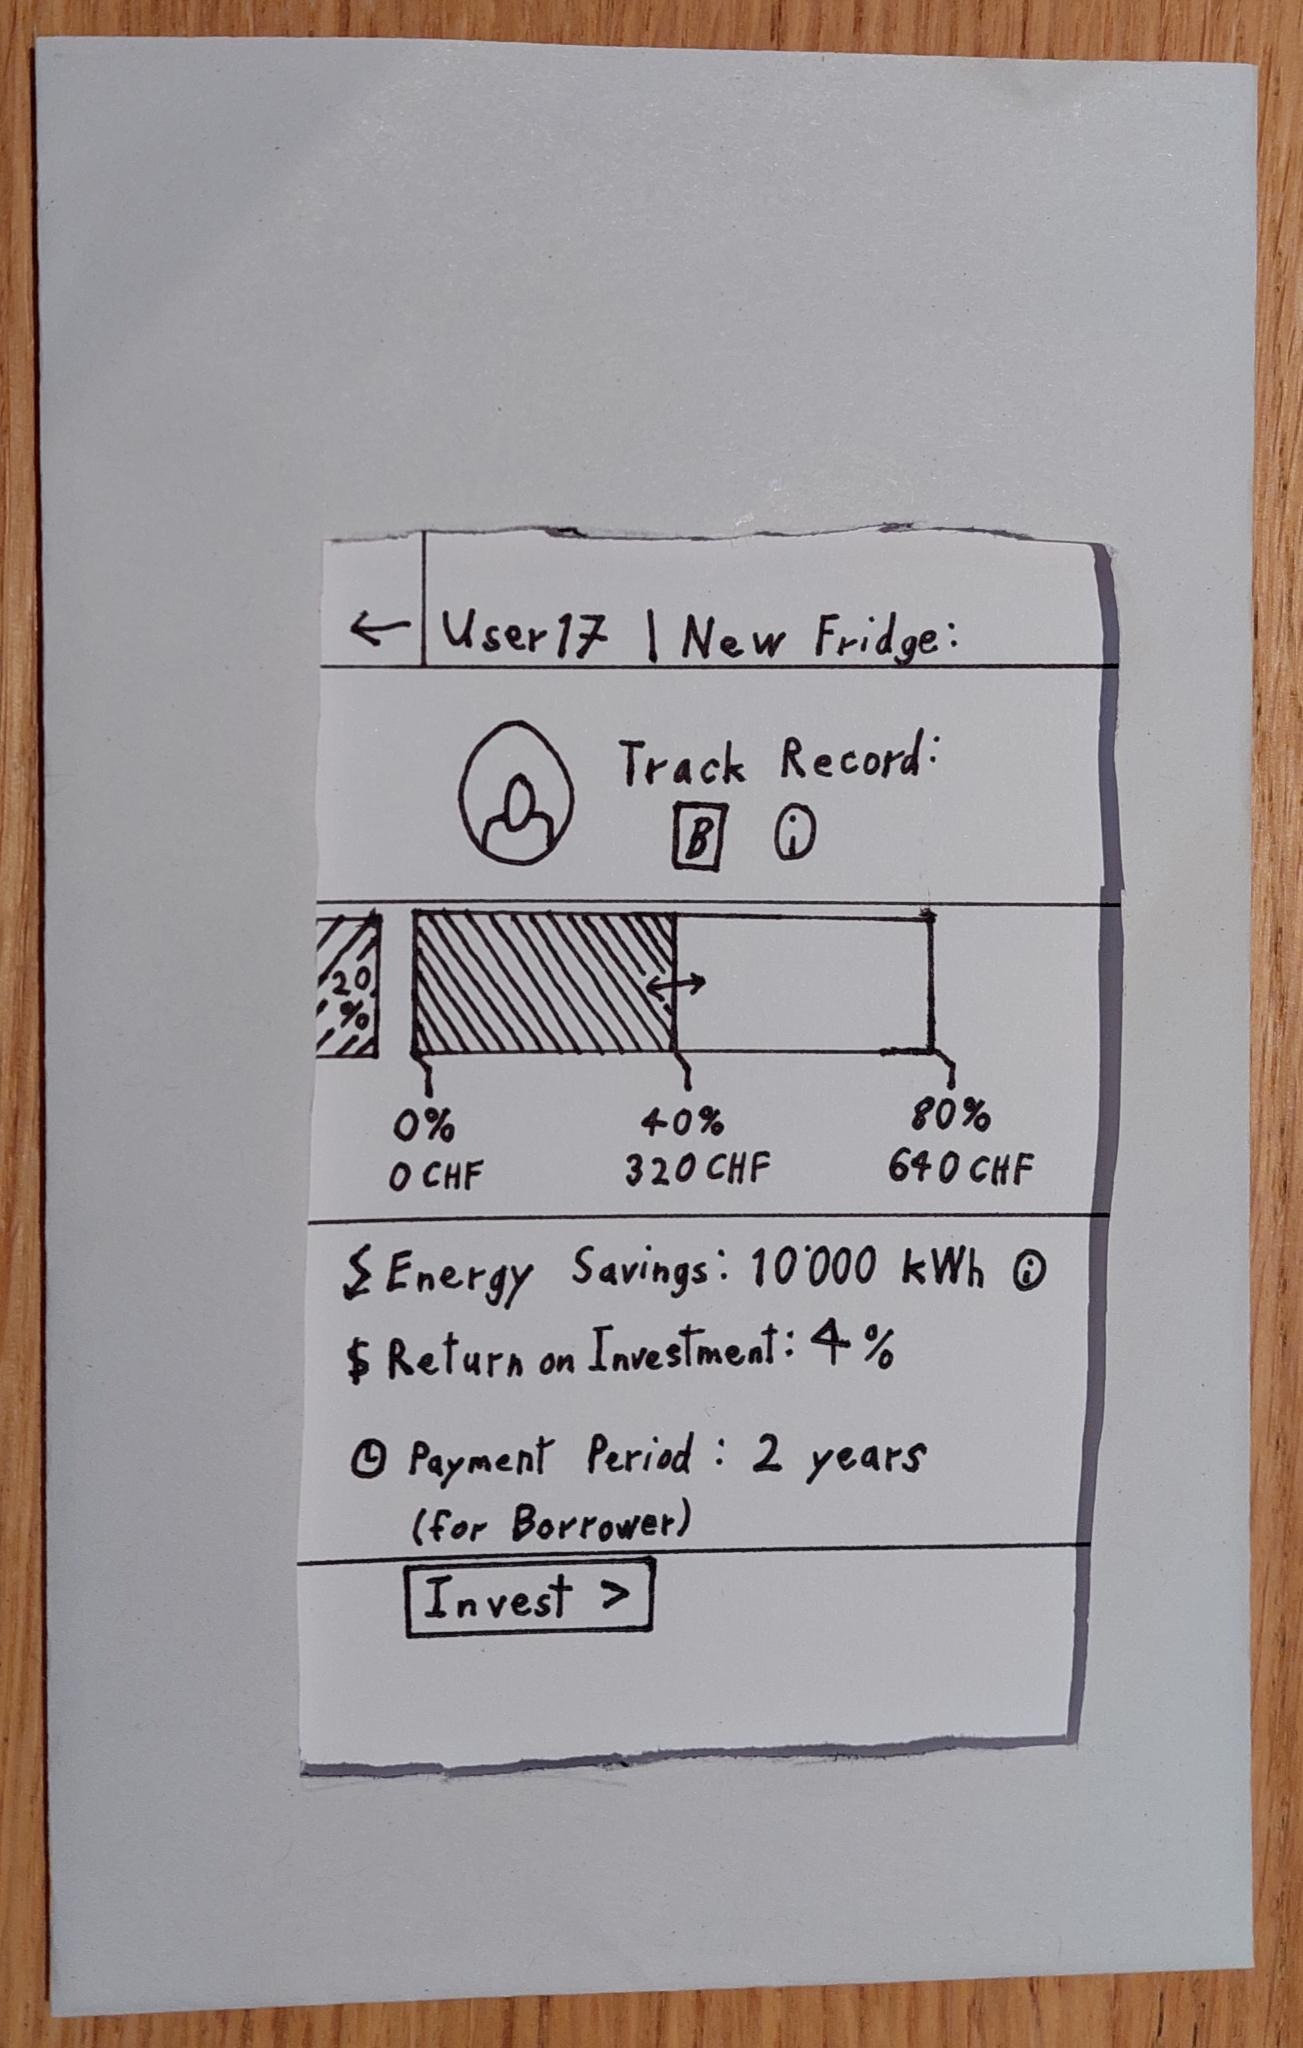 ← User17 | New Fridge:
Track Record:
B i
20
%
0% 40% 80%
0 CHF 320 CHF 640 CHF
Energy Savings: 10'000 kWh i
$ Return on Investment: 4%
Payment Period: 2 years
(for Borrower)
Invest >